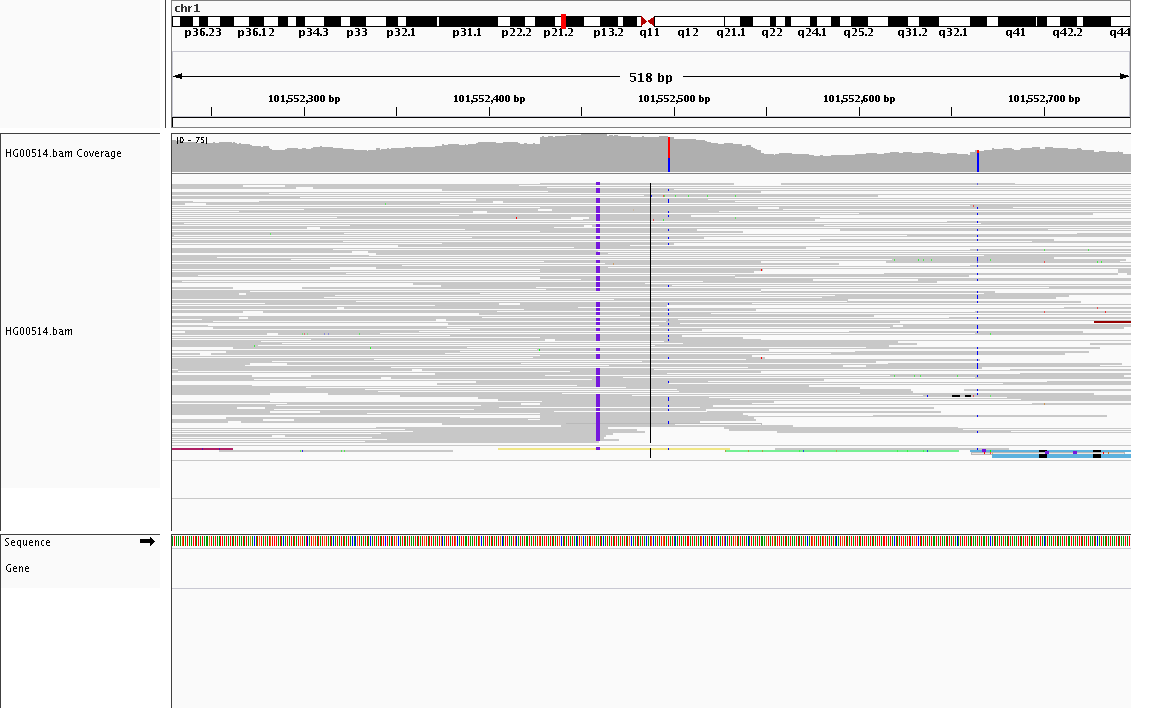 chr1
p36.23 p36.12 p34.3 p33 p32.1 p31.1 p22.2 p21.2 p13.2 q11 q12 q21.1 q22 q24.1 q25.2 q31.2 q32.1 q41 q42.2 q44
518 bp
101,552,300 bp 101,552,400 bp 101,552,500 bp 101,552,600 bp 101,552,700 bp
[0 - 75]
HG00514.bam Coverage
HG00514.bam
Sequence
Gene